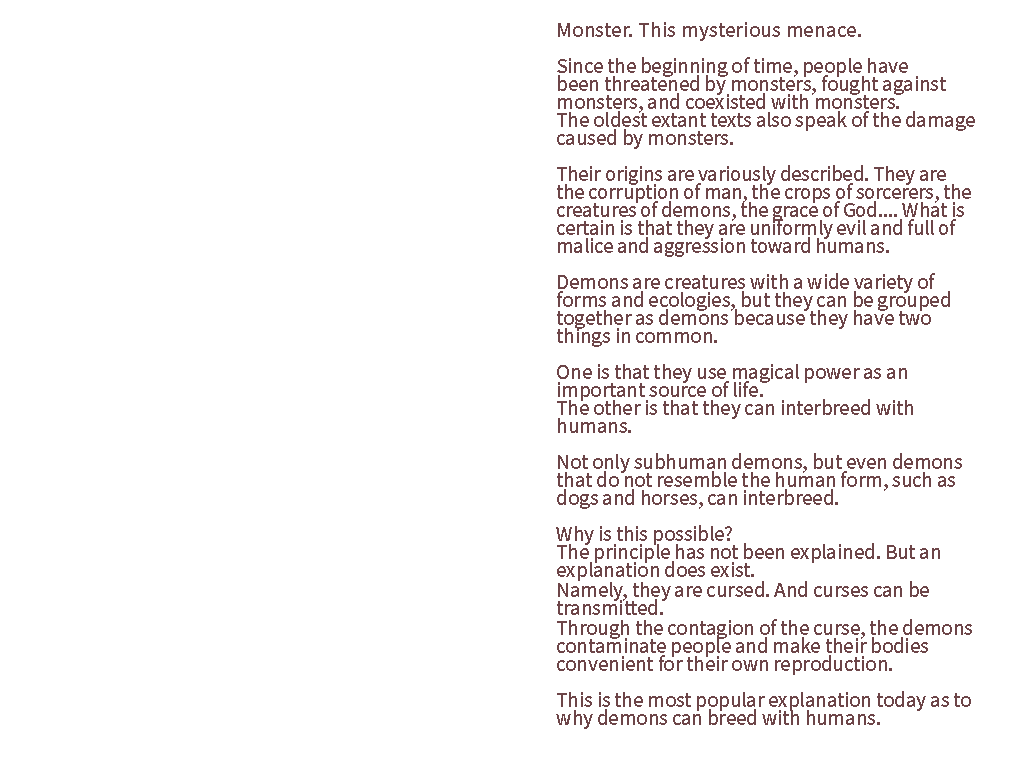 Monster. This mysterious menace.
Since the beginning of time, people have
been threatened by monsters, fought against
monsters, and coexisted with monsters.
The oldest extant texts also speak of the damage
caused by monsters.
Their origins are variously described. They are
the corruption of man, the crops of sorcerers, the
creatures of demons, the grace of God.... What is
certain is that they are uniformly evil and full of
malice and aggression toward humans.
Demons are creatures with a wide variety of
forms and ecologies, but they can be grouped
together as demons because they have two
things in common.
One is that they use magical power as an
important source of life.
The other is that they can interbreed with
humans.
Not only subhuman demons, but even demons
that do not resemble the human form, such as
dogs and horses, can interbreed.
Why is this possible?
The principle has not been explained. But an
explanation does exist.
Namely, they are cursed. And curses can be
transmitted.
Through the contagion of the curse, the demons
contaminate people and make their bodies
convenient for their own reproduction.
This is the most popular explanation today as to
why demons can breed with humans.